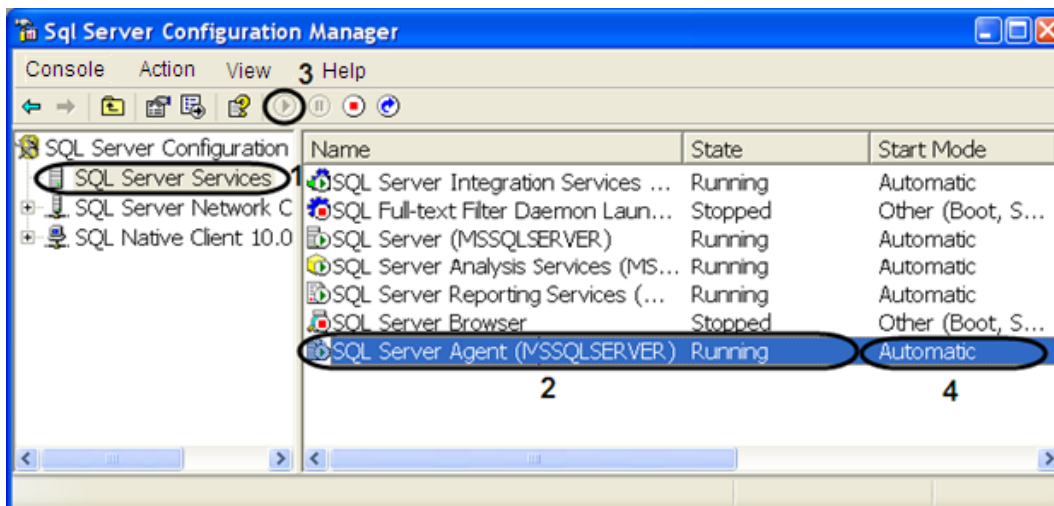 Sql Server Configuration Manager
Console Action View 3 Help
SQL Server Configuration
SQL Server Services 1
SQL Server Network C
SQL Native Client 10.0
Name State Start Mode
SQL Server Integration Services ... Running Automatic
SQL Full-text Filter Daemon Laun... Stopped Other (Boot, S...
SQL Server (MSSQLSERVER) Running Automatic
SQL Server Analysis Services (MS... Running Automatic
SQL Server Reporting Services (... Running Automatic
SQL Server Browser Stopped Other (Boot, S...
SQL Server Agent (MSSQLSERVER) Running Automatic
2 4